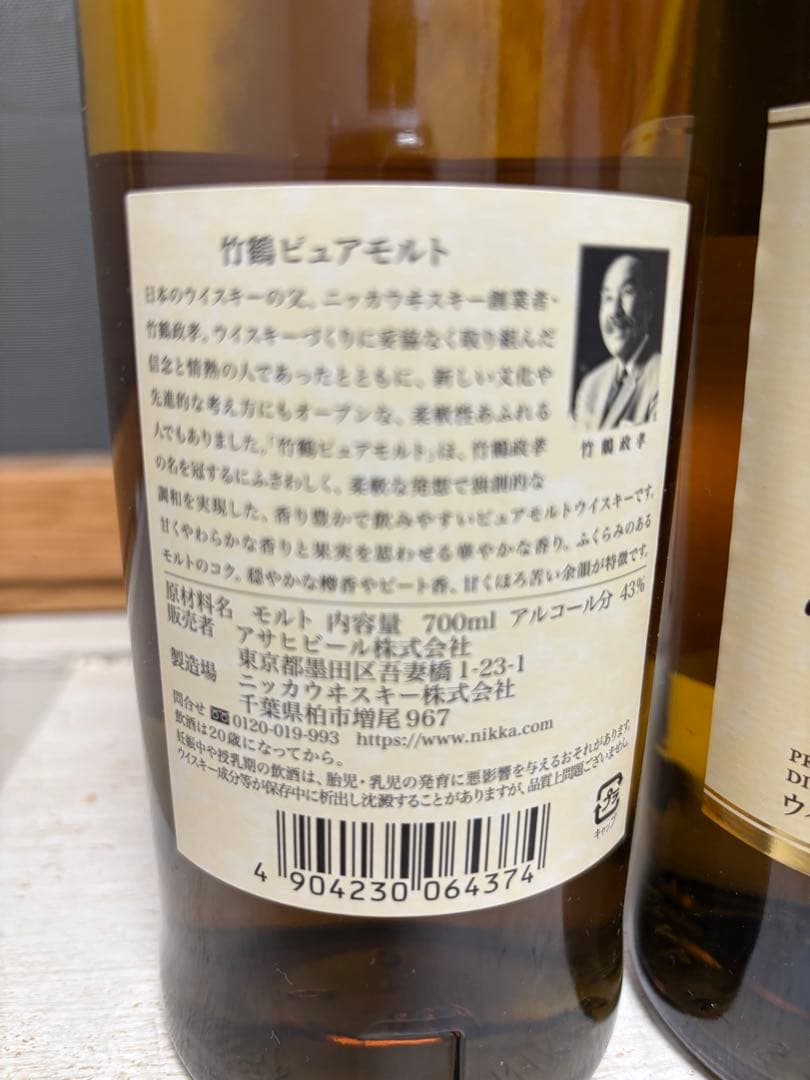 竹鶴ピュアモルト
日本のウイスキーの父、ニッカウヰスキー創業者・
竹鶴政孝。ウイスキーづくりに妥協なく取り組んだ
信念と情熱の人であったとともに、新しい文化や
先進的な考え方にもオープンな、柔軟性あふれる
人でもありました。「竹鶴ピュアモルト」は、竹鶴政孝
の名を冠するにふさわしく、柔軟な発想で独創的な
調和を実現した、香り豊かで飲みやすいピュアモルトウイスキーです。
甘くやわらかな香りと果実を思わせる華やかな香り、ふくらみのある
モルトのコク。穏やかな樽香やピート香、甘くほろ苦い余韻が特徴です。
竹鶴政孝
原材料名 モルト 内容量 700ml アルコール分 43%
販売者 アサヒビール株式会社
東京都墨田区吾妻橋1-23-1
製造場 ニッカウヰスキー株式会社
千葉県柏市増尾967
問合せ 0120-019-993 https://www.nikka.com
飲酒は20歳になってから。
妊娠中や授乳期の飲酒は、胎児・乳児の発育に悪影響を与えるおそれがあります。
ウイスキー成分等が保存中に析出し沈澱することがありますが、品質上問題ございません。
プラ
キャップ
4 904230 064374
PE
DI
ウ